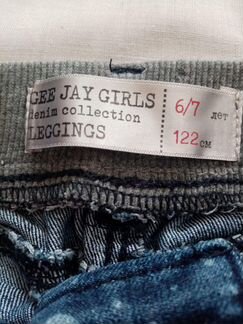 GEE JAY GIRLS
denim collection
LEGGINGS
6/7 лет
122 см